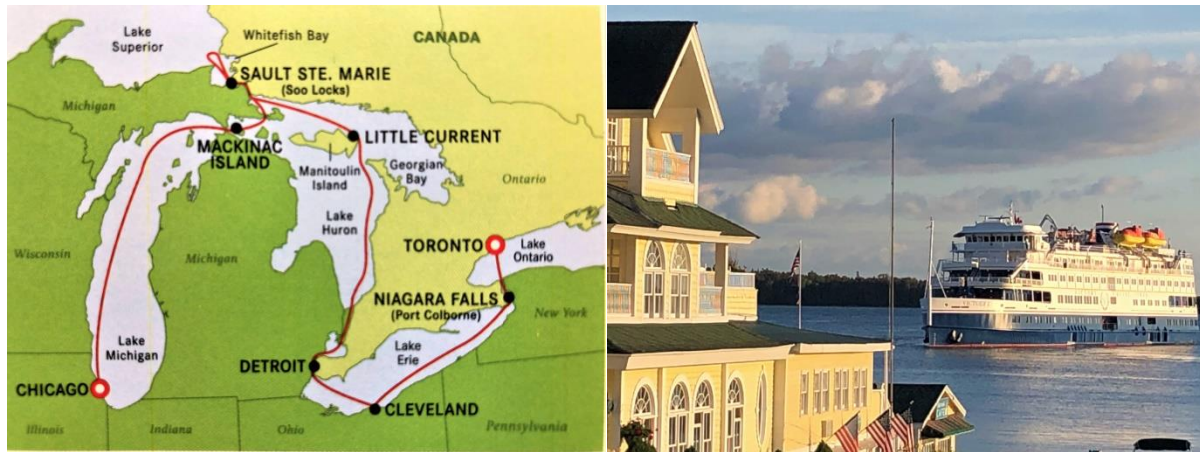 Lake
Superior
Whitefish Bay
CANADA
SAULT STE. MARIE
(Soo Locks)
Michigan
MACKINAC
ISLAND
LITTLE CURRENT
Manitoulin
Island
Georgian
Bay
Ontario
Lake
Huron
Wisconsin
Michigan
TORONTO
Lake
Ontario
NIAGARA FALLS
(Port Colborne)
New York
Lake
Michigan
Lake
Erie
DETROIT
CHICAGO
CLEVELAND
Illinois
Indiana
Ohio
Pennsylvania